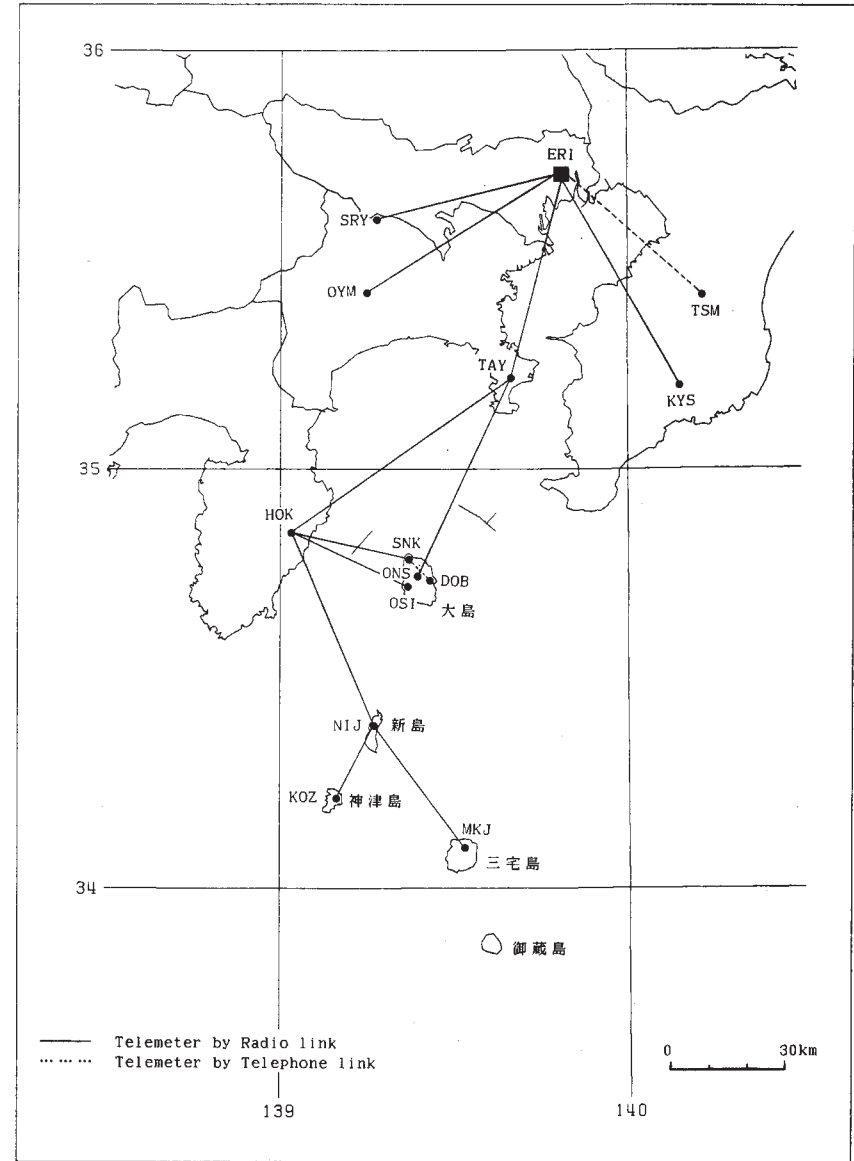 36
ERI
SRY
OYM
TSM
TAY
KYS
35
HOK
SNK
ONS
DOB
OSI
大島
NIJ
新島
KOZ
神津島
MKJ
三宅島
34
御蔵島
Telemeter by Radio link
Telemeter by Telephone link
0 30km
139
140